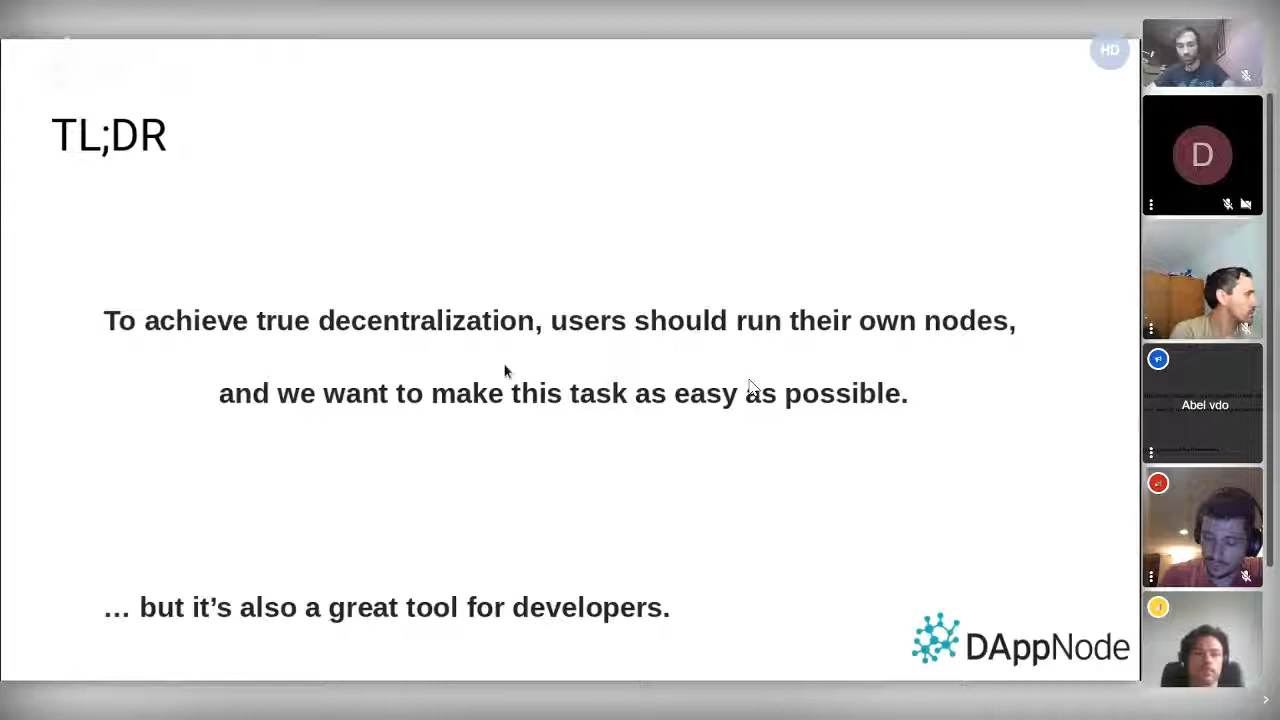 HD
TL;DR
D
To achieve true decentralization, users should run their own nodes,
and we want to make this task as easy as possible.
Abel vdo
… but it’s also a great tool for developers.
DAppNode